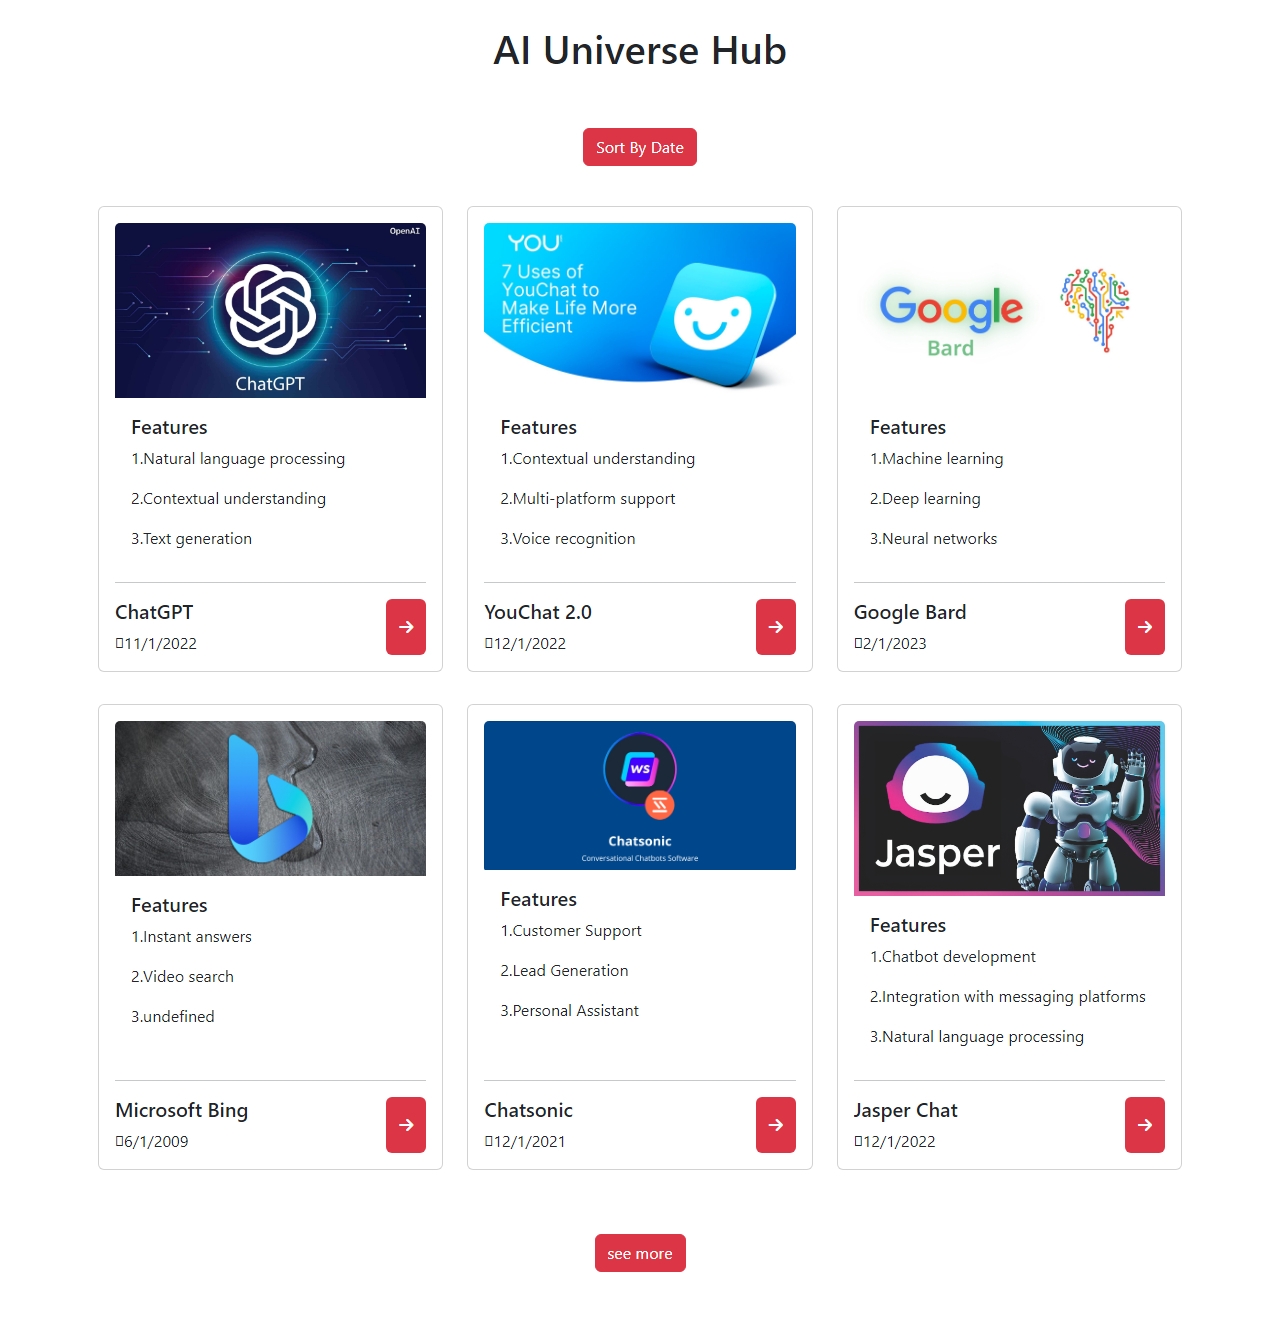 AI Universe Hub
Sort By Date
OpenAI
ChatGPT
Features
1.Natural language processing
2.Contextual understanding
3.Text generation
ChatGPT
11/1/2022
YOU
7 Uses of
YouChat to
Make Life More
Efficient
Features
1.Contextual understanding
2.Multi-platform support
3.Voice recognition
YouChat 2.0
12/1/2022
Google
Bard
Features
1.Machine learning
2.Deep learning
3.Neural networks
Google Bard
2/1/2023
Features
1.Instant answers
2.Video search
3.undefined
Microsoft Bing
6/1/2009
WS
Chatsonic
Conversational Chatbots Software
Features
1.Customer Support
2.Lead Generation
3.Personal Assistant
Chatsonic
12/1/2021
Jasper
Features
1.Chatbot development
2.Integration with messaging platforms
3.Natural language processing
Jasper Chat
12/1/2022
see more